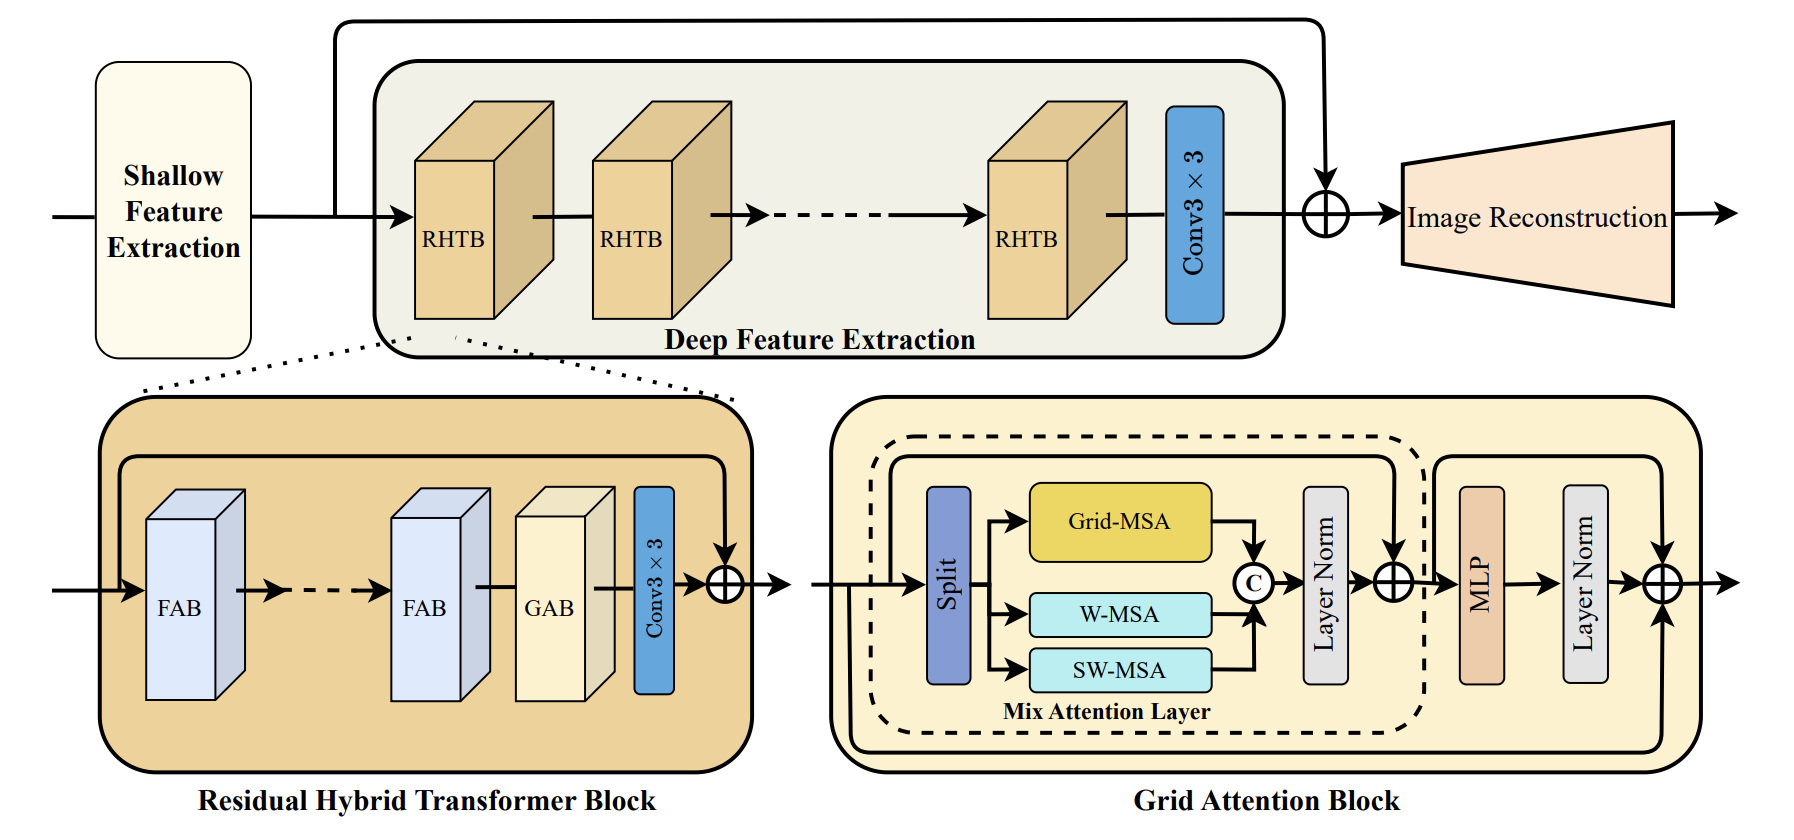 Shallow
Feature
Extraction
RHTB
RHTB
RHTB
Conv3 × 3
Image Reconstruction
Deep Feature Extraction
FAB
FAB
GAB
Conv3 × 3
Residual Hybrid Transformer Block
Split
Grid-MSA
W-MSA
SW-MSA
C
Layer Norm
MLP
Layer Norm
Mix Attention Layer
Grid Attention Block